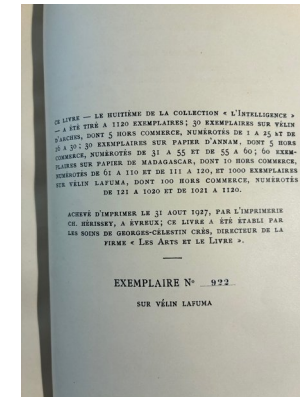 CE LIVRE — LE HUITIÈME DE LA COLLECTION « L'INTELLIGENCE »
— A ÉTÉ TIRÉ A 1120 EXEMPLAIRES ; 30 EXEMPLAIRES SUR VÉLIN
D'ARCHES, DONT 5 HORS COMMERCE, NUMÉROTÉS DE 1 A 25 ET DE
26 A 30 ; 30 EXEMPLAIRES SUR PAPIER D'ANNAM, DONT 5 HORS
COMMERCE, NUMÉROTÉS DE 31 A 55 ET DE 55 A 60 ; 60 EXEM-
PLAIRES SUR PAPIER DE MADAGASCAR, DONT 10 HORS COMMERCE,
NUMÉROTÉS DE 61 A 110 ET DE 111 A 120, ET 1000 EXEMPLAIRES
SUR VÉLIN LAFUMA, DONT 100 HORS COMMERCE, NUMÉROTÉS
DE 121 A 1020 ET DE 1021 A 1120.
ACHEVÉ D'IMPRIMER LE 31 AOUT 1927, PAR L'IMPRIMERIE
CH. HÉRISSEY, A ÉVREUX ; CE LIVRE A ÉTÉ ÉTABLI PAR
LES SOINS DE GEORGES-CÉLESTIN CRÈS, DIRECTEUR DE LA
FIRME « LES ARTS ET LE LIVRE ».
EXEMPLAIRE N° 922
SUR VÉLIN LAFUMA